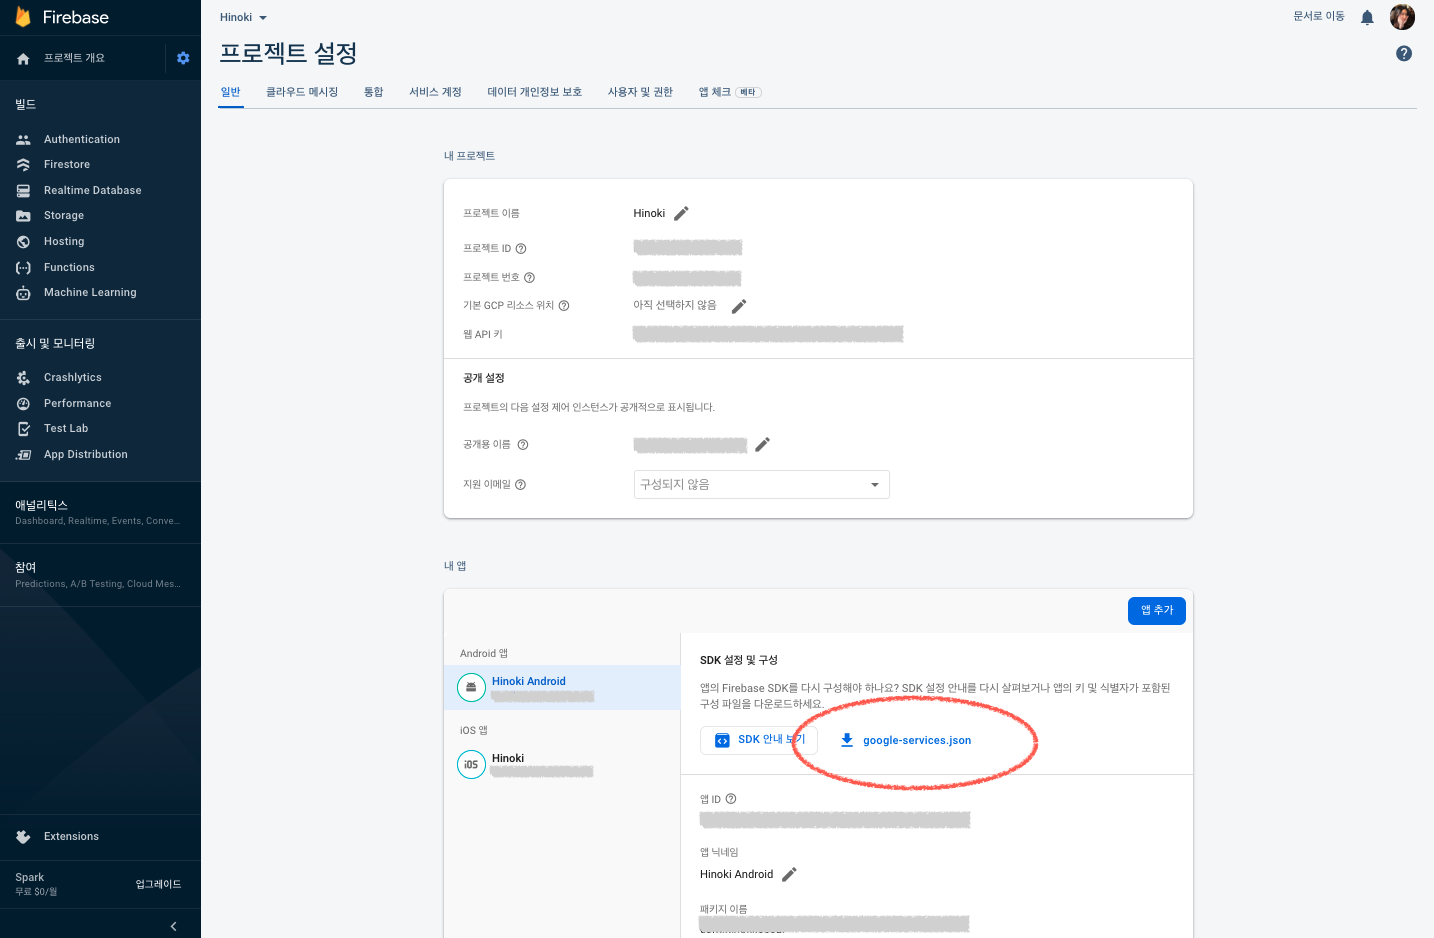 Firebase
프로젝트 개요
빌드
Authentication
Firestore
Realtime Database
Storage
Hosting
Functions
Machine Learning
출시 및 모니터링
Crashlytics
Performance
Test Lab
App Distribution
애널리틱스
Dashboard, Realtime, Events, Conve...
참여
Predictions, A/B Testing, Cloud Mes...
Extensions
Spark
무료 $0/월
업그레이드
Hinoki
문서로 이동
프로젝트 설정
일반 클라우드 메시징 통합 서비스 계정 데이터 개인정보 보호 사용자 및 권한 앱 체크 베타
내 프로젝트
프로젝트 이름 Hinoki
프로젝트 ID
프로젝트 번호
기본 GCP 리소스 위치 아직 선택하지 않음
웹 API 키
공개 설정
프로젝트의 다음 설정 제어 인스턴스가 공개적으로 표시됩니다.
공개용 이름
지원 이메일 구성되지 않음
내 앱
앱 추가
Android 앱
Hinoki Android
iOS 앱
iOS
Hinoki
SDK 설정 및 구성
앱의 Firebase SDK를 다시 구성해야 하나요? SDK 설정 안내를 다시 살펴보거나 앱의 키 및 식별자가 포함된
구성 파일을 다운로드하세요.
SDK 안내 보기
google-services.json
앱 ID
앱 닉네임
Hinoki Android
패키지 이름